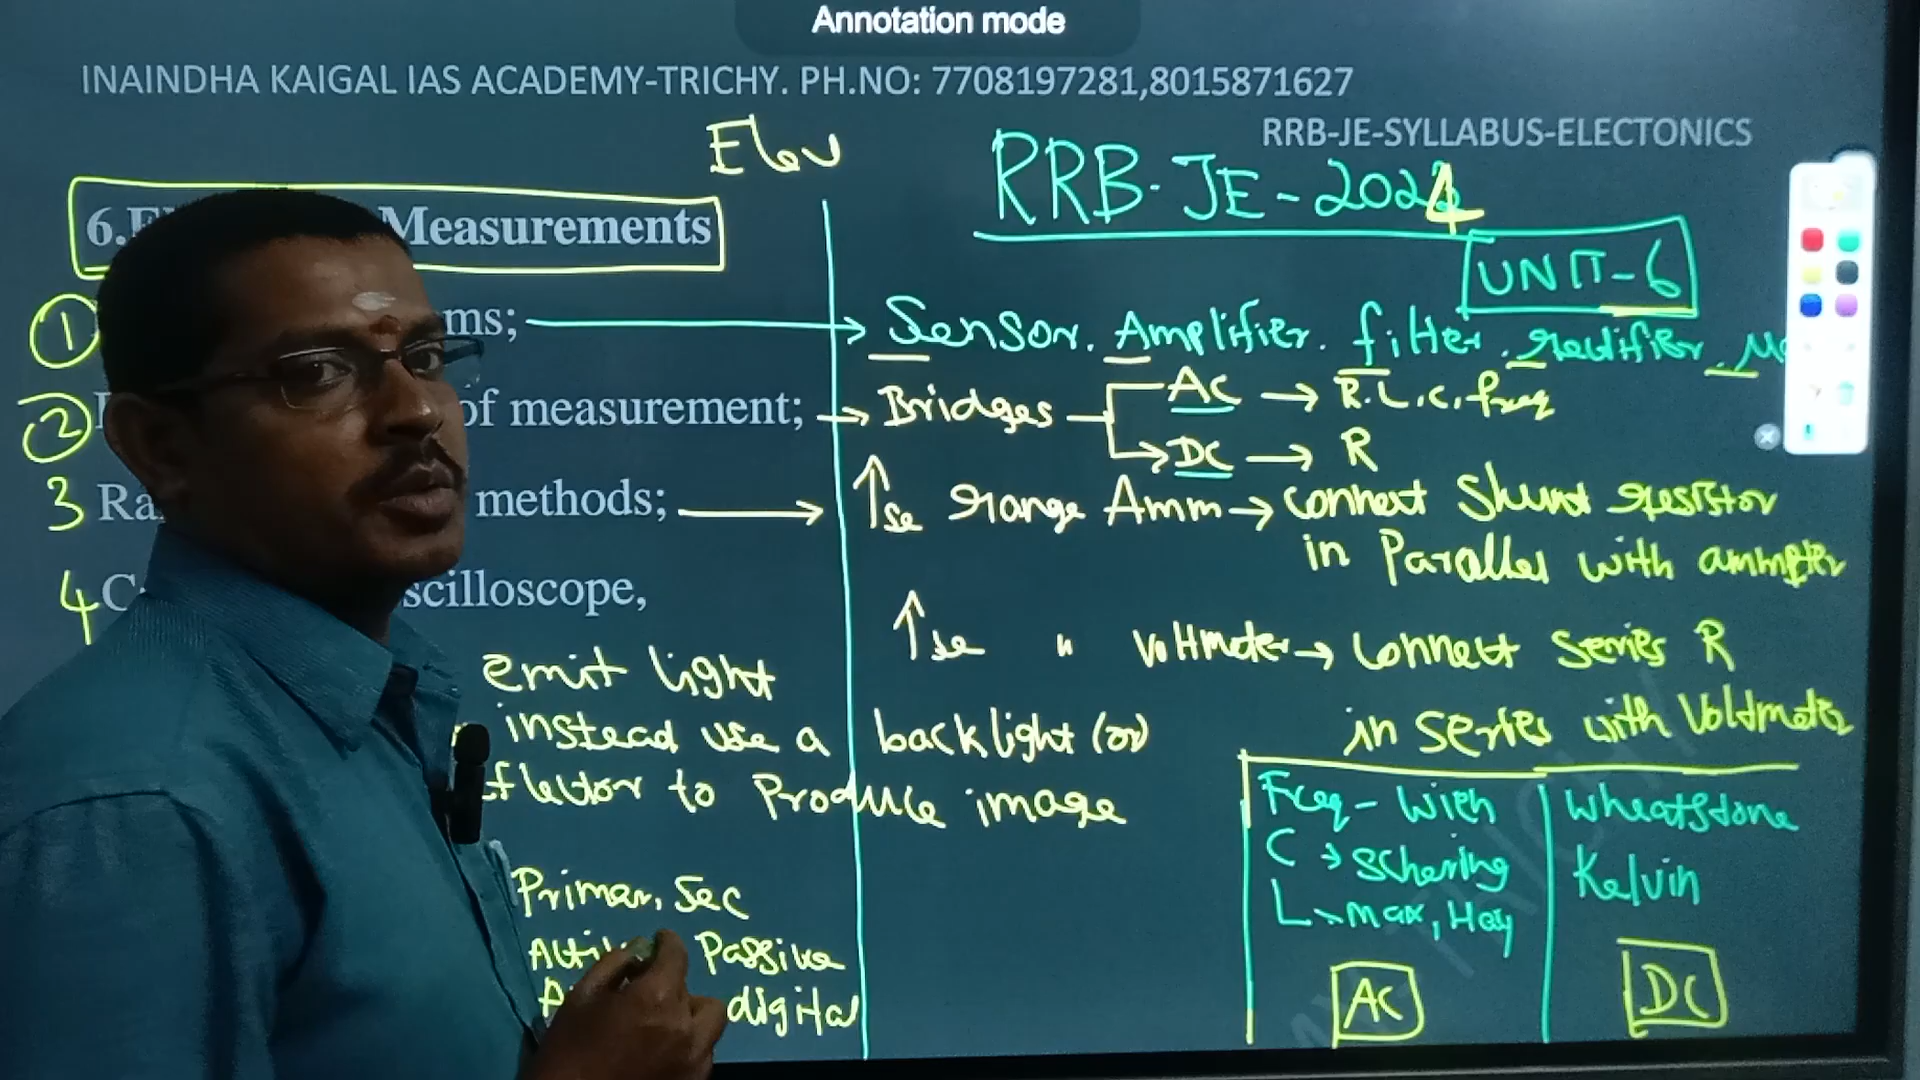 Annotation mode
INAINDHA KAIGAL IAS ACADEMY-TRICHY. PH.NO: 7708197281,8015871627
RRB-JE-SYLLABUS-ELECTONICS
RRB-JE-2024
UNIT-6
6. Measurements
1 ms; → Sensor. Amplifier. filter. rectifier.
2 of measurement; → Bridges AC → R.L.C. freq
DC → R
3 Ra methods; → ↑se range Amm → connect Shunt resistor
in Parallel with ammeter
4 C scilloscope,
↑se " voltmeter → connect series R
in series with Voltmeter
emit light
instead use a backlight (or)
flector to Produce image
Freq - Wien
C → Schering
L → max, Hay
AC
Wheatstone
Kelvin
DC
Primar, Sec
Passive
digital